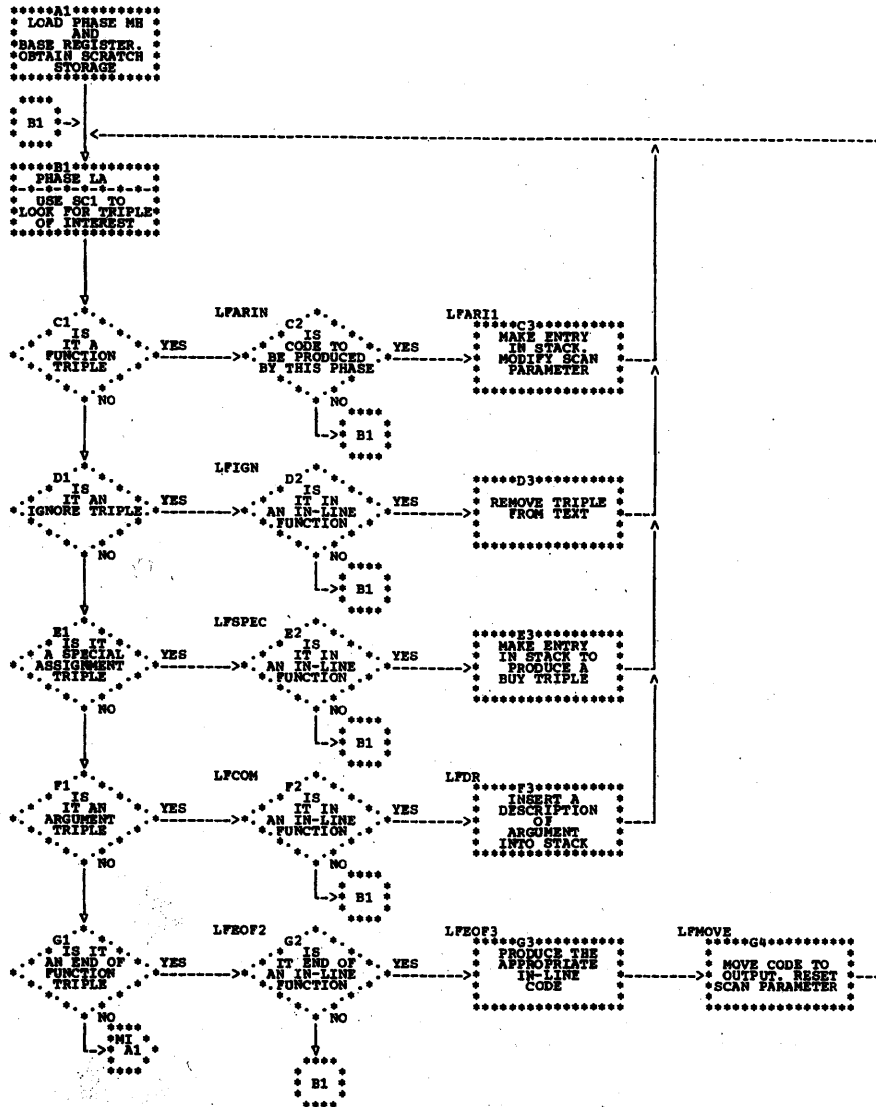 A1
LOAD PHASE MH
AND
BASE REGISTER.
OBTAIN SCRATCH
STORAGE
B1
B1
PHASE LA
USE SC1 TO
LOOK FOR TRIPLE
OF INTEREST
C1
IS
IT A
FUNCTION
TRIPLE
YES
NO
LFARIN
C2
IS
CODE TO
BE PRODUCED
BY THIS PHASE
YES
NO
B1
LFARI1
C3
MAKE ENTRY
IN STACK.
MODIFY SCAN
PARAMETER
D1
IS
IT AN
IGNORE TRIPLE
YES
NO
LFIGN
D2
IS
IT IN
AN IN-LINE
FUNCTION
YES
NO
B1
D3
REMOVE TRIPLE
FROM TEXT
E1
IS IT
A SPECIAL
ASSIGNMENT
TRIPLE
YES
NO
LFSPEC
E2
IS
IT IN
AN IN-LINE
FUNCTION
YES
NO
B1
E3
MAKE ENTRY
IN STACK TO
PRODUCE A
BUY TRIPLE
F1
IS
IT AN
ARGUMENT
TRIPLE
YES
NO
LFCOM
F2
IS
IT IN
AN IN-LINE
FUNCTION
YES
NO
B1
LFDR
F3
INSERT A
DESCRIPTION
OF
ARGUMENT
INTO STACK
G1
IS IT
AN END OF
FUNCTION
TRIPLE
YES
NO
MI
A1
LFEOF2
G2
IS
IT END OF
AN IN-LINE
FUNCTION
YES
NO
B1
LFEOF3
G3
PRODUCE THE
APPROPRIATE
IN-LINE
CODE
LFMOVE
G4
MOVE CODE TO
OUTPUT. RESET
SCAN PARAMETER